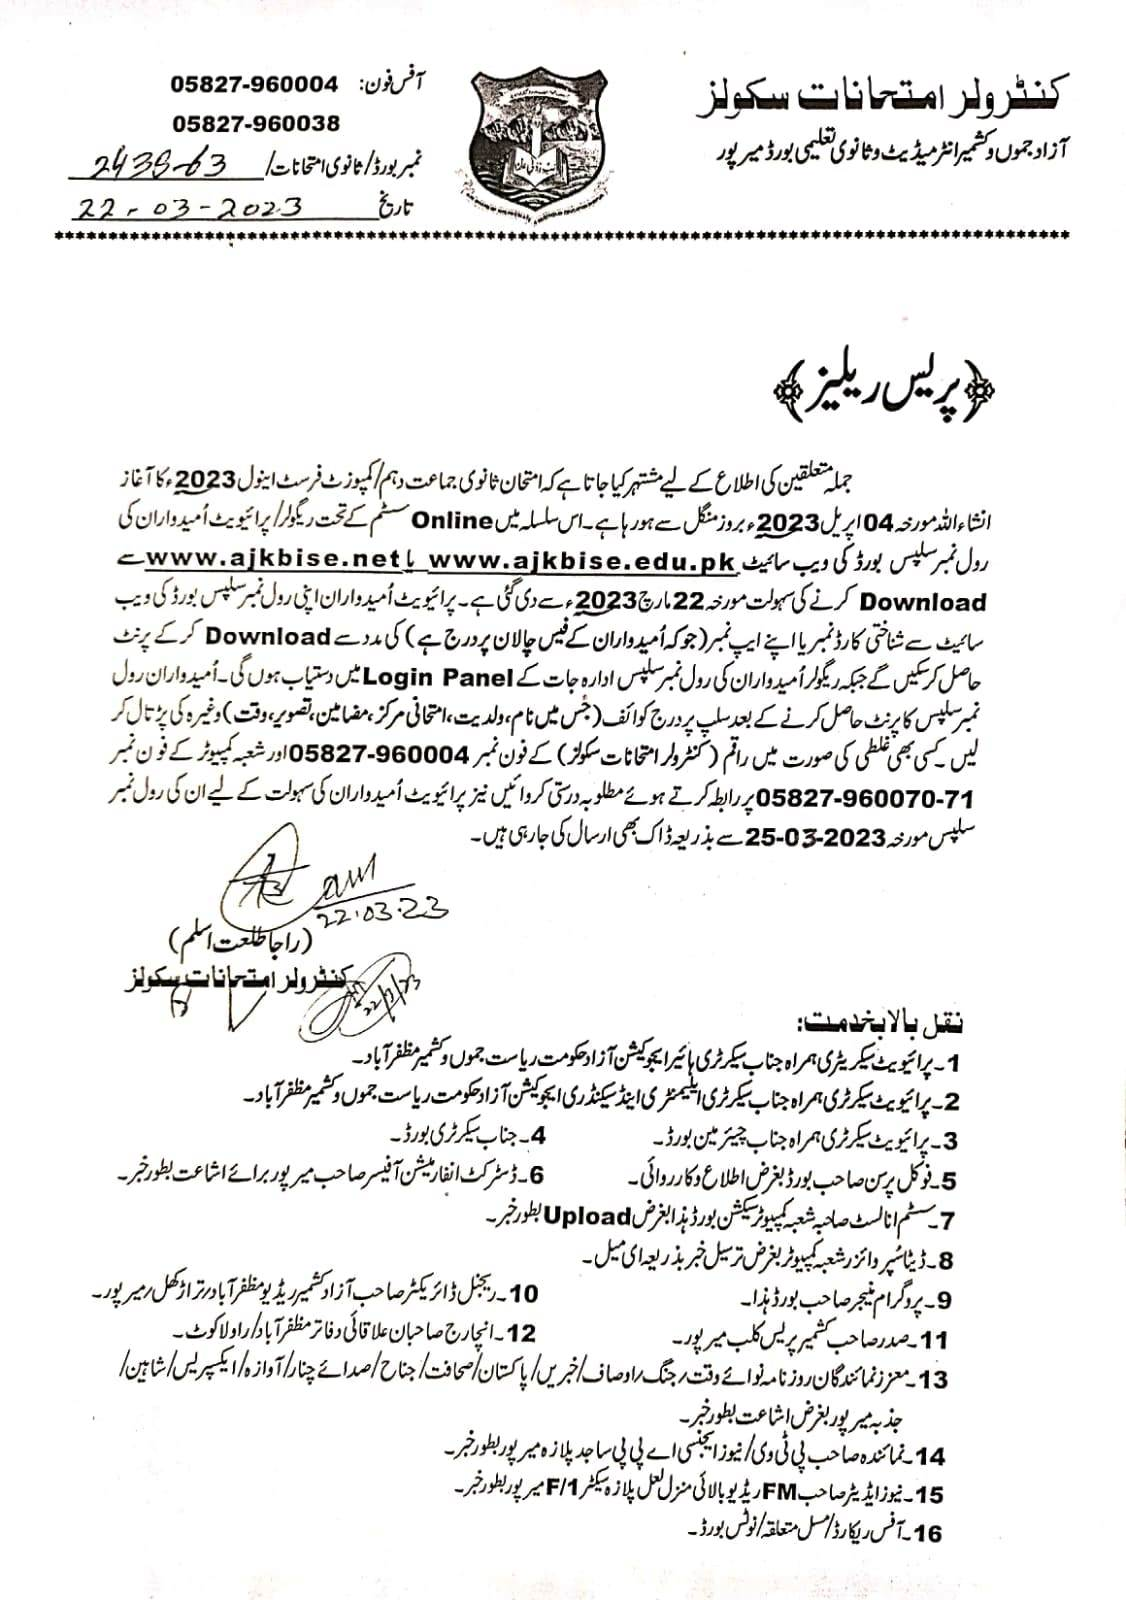 کنٹرولر امتحانات سکولز
آزاد جموں و کشمیر انٹرمیڈیٹ و ثانوی تعلیمی بورڈ میرپور
آفس فون: 05827-960004
05827-960038
نمبر بورڈ/ثانوی امتحانات/ 2438-63
تاریخ 22-03-2023
پریس ریلیز
جملہ متعلقین کی اطلاع کے لیے مشتہر کیا جاتا ہے کہ امتحان ثانوی جماعت دہم/کمپوزٹ فرسٹ اینول 2023ء کا آغاز
انشاء اللہ مورخہ 04 اپریل 2023ء بروز منگل سے ہو رہا ہے۔ اس سلسلہ میں Online سسٹم کے تحت ریگولر/پرائیویٹ اُمیدواران کی
رول نمبر سلپس بورڈ کی ویب سائیٹ www.ajkbise.edu.pk یا www.ajkbise.net سے
Download کرنے کی سہولت مورخہ 22 مارچ 2023ء سے دی گئی ہے۔ پرائیویٹ اُمیدواران اپنی رول نمبر سلپس بورڈ کی ویب
سائیٹ سے شناختی کارڈ نمبر یا اپنے ایپ نمبر (جو کہ اُمیدواران کے فیس چالان پر درج ہے) کی مدد سے Download کر کے پرنٹ
حاصل کر سکیں گے جبکہ ریگولر اُمیدواران کی رول نمبر سلپس ادارہ جات کے Login Panel میں دستیاب ہوں گی۔ اُمیدواران رول
نمبر سلپس کا پرنٹ حاصل کرنے کے بعد سلپ پر درج کوائف (جس میں نام، ولدیت، امتحانی مرکز، مضامین، تصویر، وقت) وغیرہ کی پڑتال کر
لیں۔ کسی بھی غلطی کی صورت میں راقم (کنٹرولر امتحانات سکولز) کے فون نمبر 05827-960004 اور شعبہ کمپیوٹر کے فون نمبر
05827-960070-71 پر رابطہ کرتے ہوئے مطلوبہ درستی کروائیں نیز پرائیویٹ اُمیدواران کی سہولت کے لیے ان کی رول نمبر
سلپس مورخہ 25-03-2023 سے بذریعہ ڈاک بھی ارسال کی جا رہی ہیں۔
22.03.23
(راجا طلعت اسلم)
کنٹرولر امتحانات سکولز
22/3/23
نقل بالا بخدمت:
1۔ پرائیویٹ سیکریٹری ہمراہ جناب سیکرٹری ہائیر ایجوکیشن آزاد حکومت ریاست جموں و کشمیر مظفرآباد۔
2۔ پرائیویٹ سیکرٹری ہمراہ جناب سیکرٹری ایلیمنٹری اینڈ سیکنڈری ایجوکیشن آزاد حکومت ریاست جموں و کشمیر مظفرآباد۔
3۔ پرائیویٹ سیکرٹری ہمراہ جناب چیئرمین بورڈ۔ 4۔ جناب سیکرٹری بورڈ۔
5۔ فوکل پرسن صاحب بورڈ بغرض اطلاع و کارروائی۔ 6۔ ڈسٹرکٹ انفارمیشن آفیسر صاحب میرپور برائے اشاعت بطور خبر۔
7۔ سسٹم انالسٹ صاحبہ شعبہ کمپیوٹر سیکشن بورڈ ہذا بغرض Upload بطور خبر۔
8۔ ڈیٹا سپروائزر شعبہ کمپیوٹر بغرض ترسیل خبر بذریعہ ای میل۔
9۔ پروگرام منیجر صاحب بورڈ ہذا۔ 10۔ ریجنل ڈائریکٹر صاحب آزاد کشمیر ریڈیو مظفرآباد/تراڑکھل/میرپور۔
11۔ صدر صاحب کشمیر پریس کلب میرپور۔ 12۔ انچارج صاحبان علاقائی دفاتر مظفرآباد/راولاکوٹ۔
13۔ معزز نمائندگان روزنامہ نوائے وقت/جنگ/اوصاف/خبریں/پاکستان/صحافت/جناح/صدائے چنار/آوازہ/ایکسپریس/شاہین/
جذبہ میرپور بغرض اشاعت بطور خبر۔
14۔ نمائندہ صاحب پی ٹی وی/نیوز ایجنسی اے پی پی ساجد پلازہ میرپور بطور خبر۔
15۔ نیوز ایڈیٹر صاحب FM ریڈیو بالائی منزل لعل پلازہ سیکٹر F/1 میرپور بطور خبر۔
16۔ آفس ریکارڈ/مسل متعلقہ/نوٹس بورڈ۔